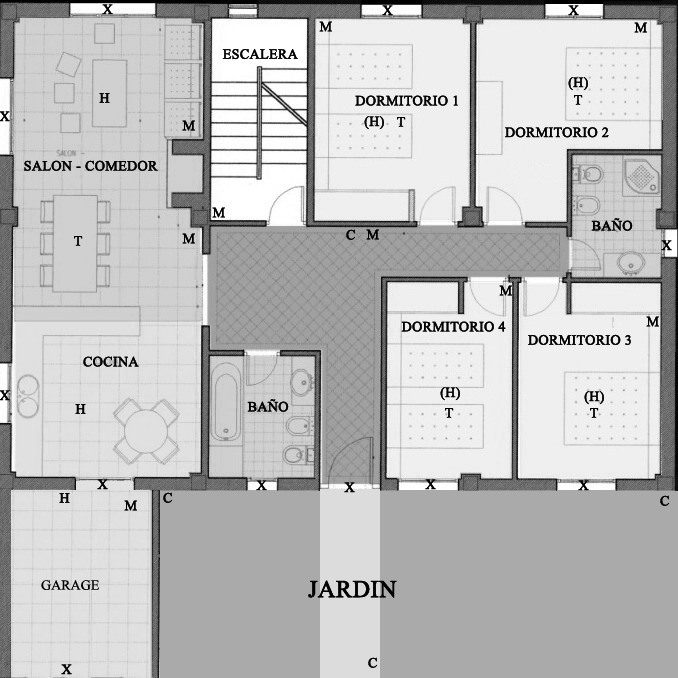 X
X
X
M
M
ESCALERA
H
(H)
T
DORMITORIO 1
(H) T
X
M
DORMITORIO 2
SALON -
SALON - COMEDOR
M
BAÑO
C M
T
M
X
M
M
DORMITORIO 4
DORMITORIO 3
COCINA
X
(H)
T
(H)
T
H
BAÑO
X
X
X
X
X
H
M
C
C
GARAGE
JARDIN
X
C